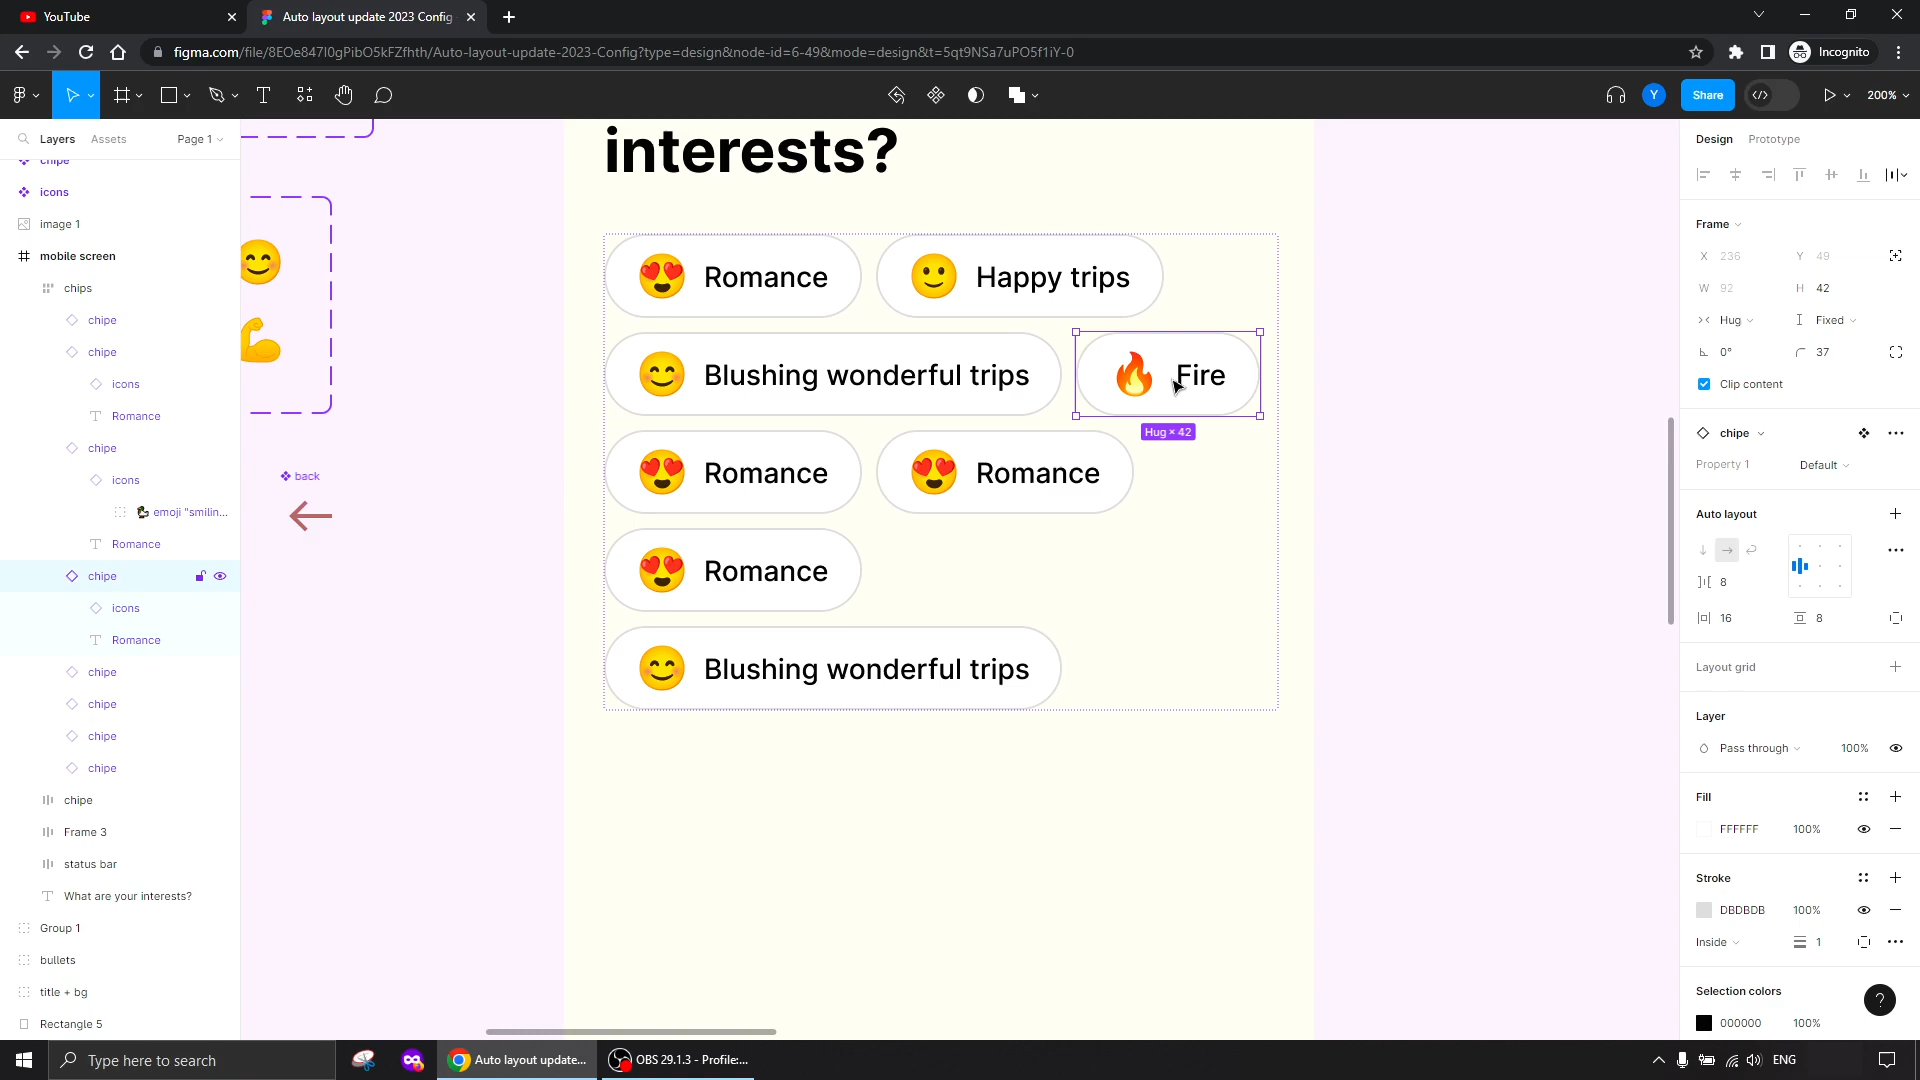 YouTube
Auto layout update 2023 Config
figma.com/file/8EOe847l0gPibO5kFZfhth/Auto-layout-update-2023-Config?type=design&node-id=6-49&mode=design&t=5qt9NSa7uPO5f1iY-0
Incognito
Y
Share
200%
Layers
Assets
Page 1
chipe
icons
image 1
mobile screen
chips
chipe
chipe
icons
Romance
chipe
icons
emoji "smilin...
Romance
chipe
icons
Romance
chipe
chipe
chipe
chipe
chipe
Frame 3
status bar
What are your interests?
Group 1
bullets
title + bg
Rectangle 5
back
interests?
Romance
Happy trips
Blushing wonderful trips
Fire
Hug × 42
Romance
Romance
Romance
Blushing wonderful trips
Design
Prototype
Frame
X 236
Y 49
W 92
H 42
Hug
Fixed
0°
37
Clip content
chipe
Property 1
Default
Auto layout
8
16
8
Layout grid
Layer
Pass through
100%
Fill
FFFFFF
100%
Stroke
DBDBDB
100%
Inside
1
Selection colors
000000
100%
?
Type here to search
Auto layout update...
OBS 29.1.3 - Profile:...
ENG